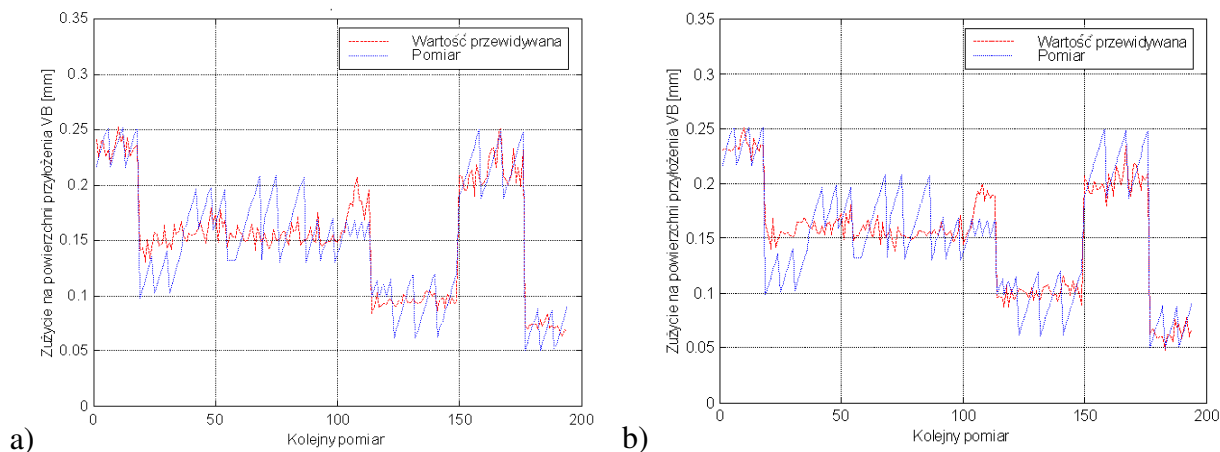 0.35
0.3
0.25
0.2
0.15
0.1
0.05
0
0
50
100
150
200
Zużycie na powierzchni przyłożenia VB [mm]
Kolejny pomiar
Wartość przewidywana
Pomiar
a)
0.35
0.3
0.25
0.2
0.15
0.1
0.05
0
0
50
100
150
200
Zużycie na powierzchni przyłożenia VB [mm]
Kolejny pomiar
Wartość przewidywana
Pomiar
b)